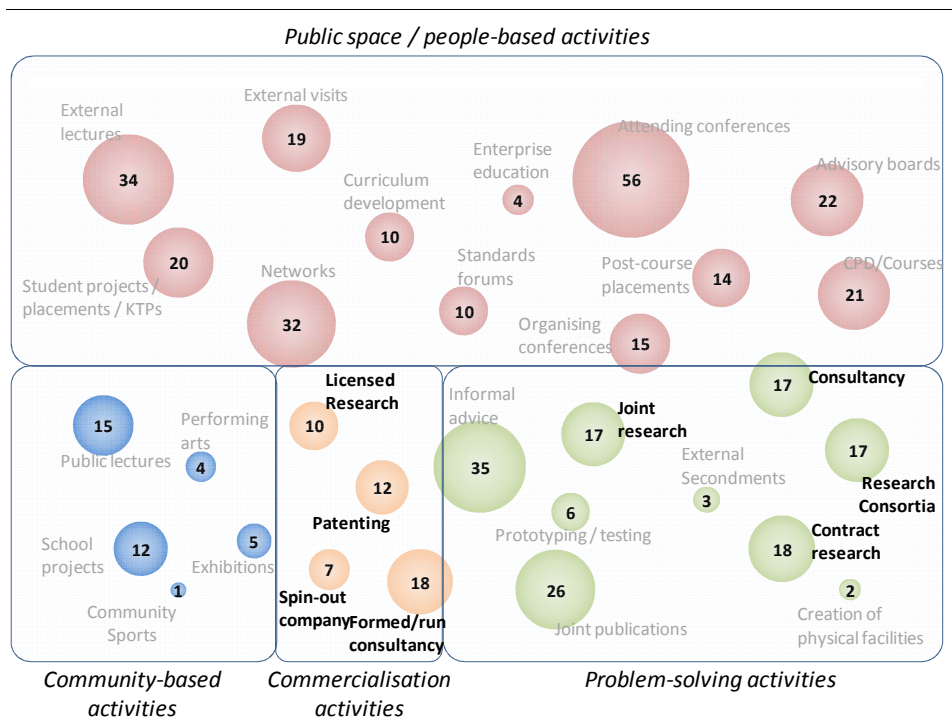 Public space / people-based activities
External
lectures
34
External visits
19
Enterprise
education
4
Attending conferences
56
Advisory boards
22
Curriculum
development
10
20
Student projects /
placements / KTPs
Networks
32
Standards
forums
10
Post-course
placements
14
CPD/Courses
21
Organising
conferences
15
15
Public lectures
Performing
arts
4
School
projects
12
5
Exhibitions
1
Community
Sports
Licensed
Research
10
12
Patenting
7
Spin-out
company
18
Formed/run
consultancy
Informal
advice
35
17
Joint
research
17
Consultancy
External
Secondments
3
17
Research
Consortia
6
Prototyping / testing
Contract
research
18
26
Joint publications
2
Creation of
physical facilities
Community-based
activities
Commercialisation
activities
Problem-solving activities